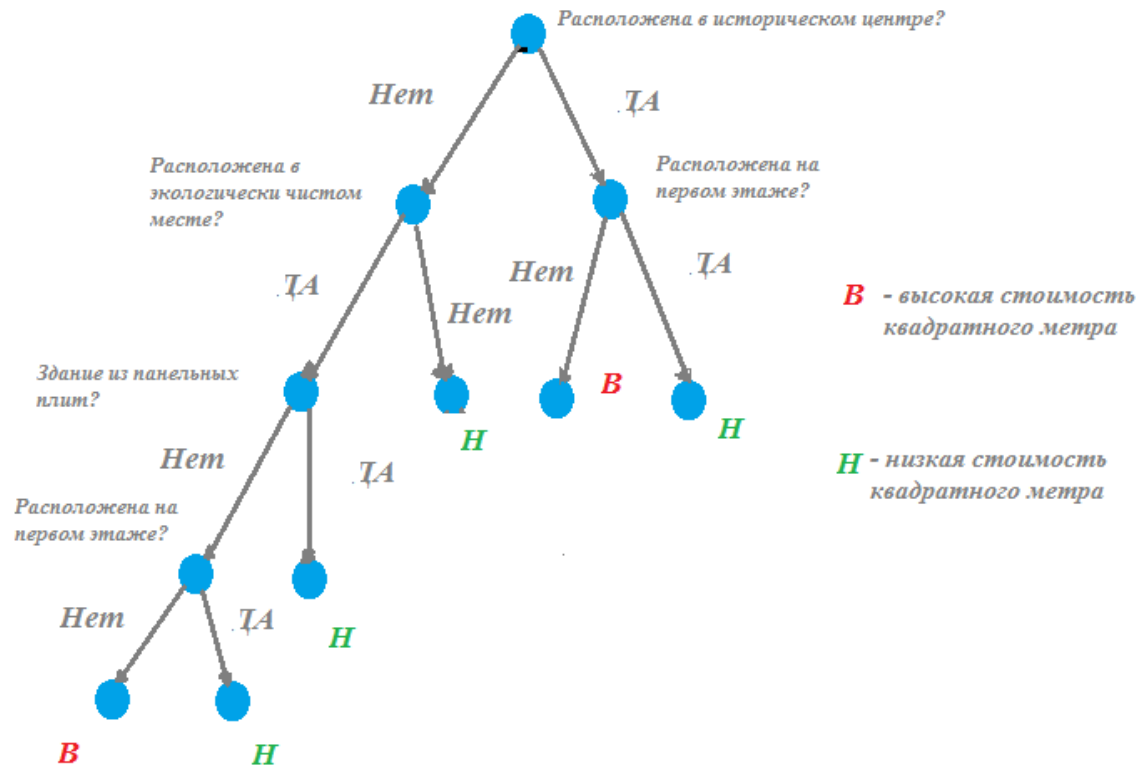 Расположена в историческом центре?
Нет
ДА
Расположена в
экологически чистом
месте?
Расположена на
первом этаже?
ДА
Нет
Нет
ДА
В - высокая стоимость
квадратного метра
Здание из панельных
плит?
В
Н
Н
Нет
ДА
Н - низкая стоимость
квадратного метра
Расположена на
первом этаже?
Нет
ДА
Н
В
Н